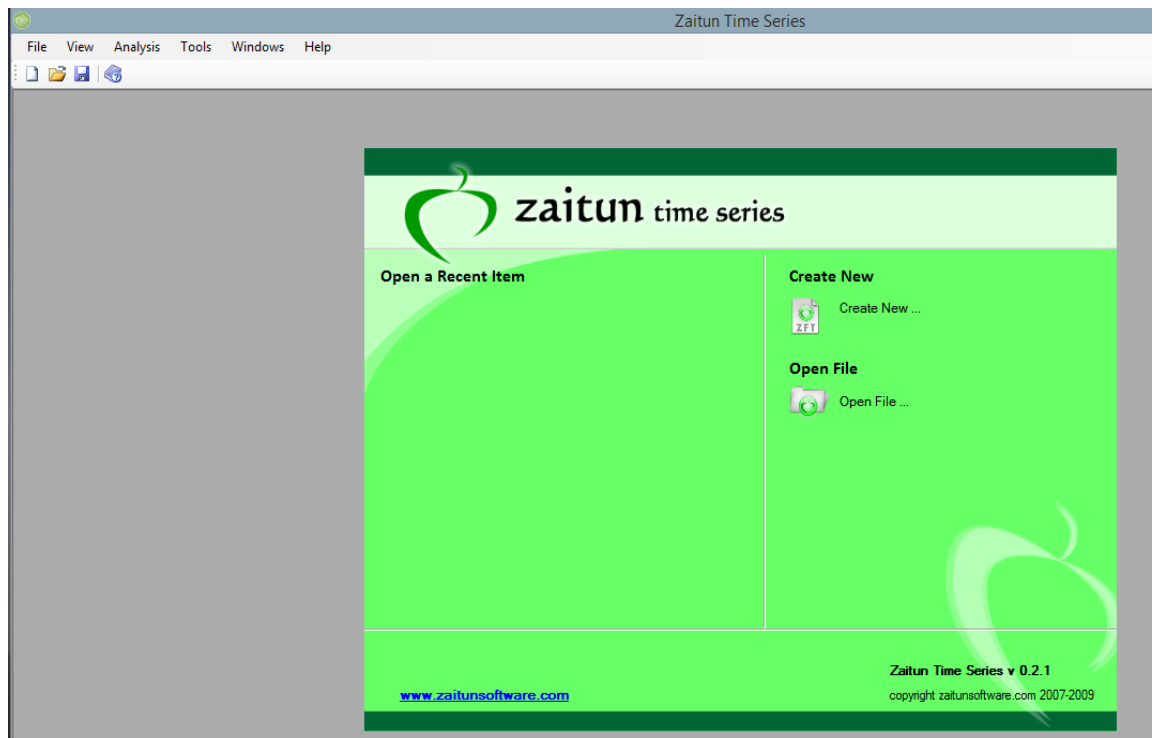 Zaitun Time Series
File View Analysis Tools Windows Help
zaitun time series
Open a Recent Item
Create New
Create New ...
ZFT
Open File
Open File ...
Zaitun Time Series v 0.2.1
www.zaitunsoftware.com
copyright zaitunsoftware.com 2007-2009